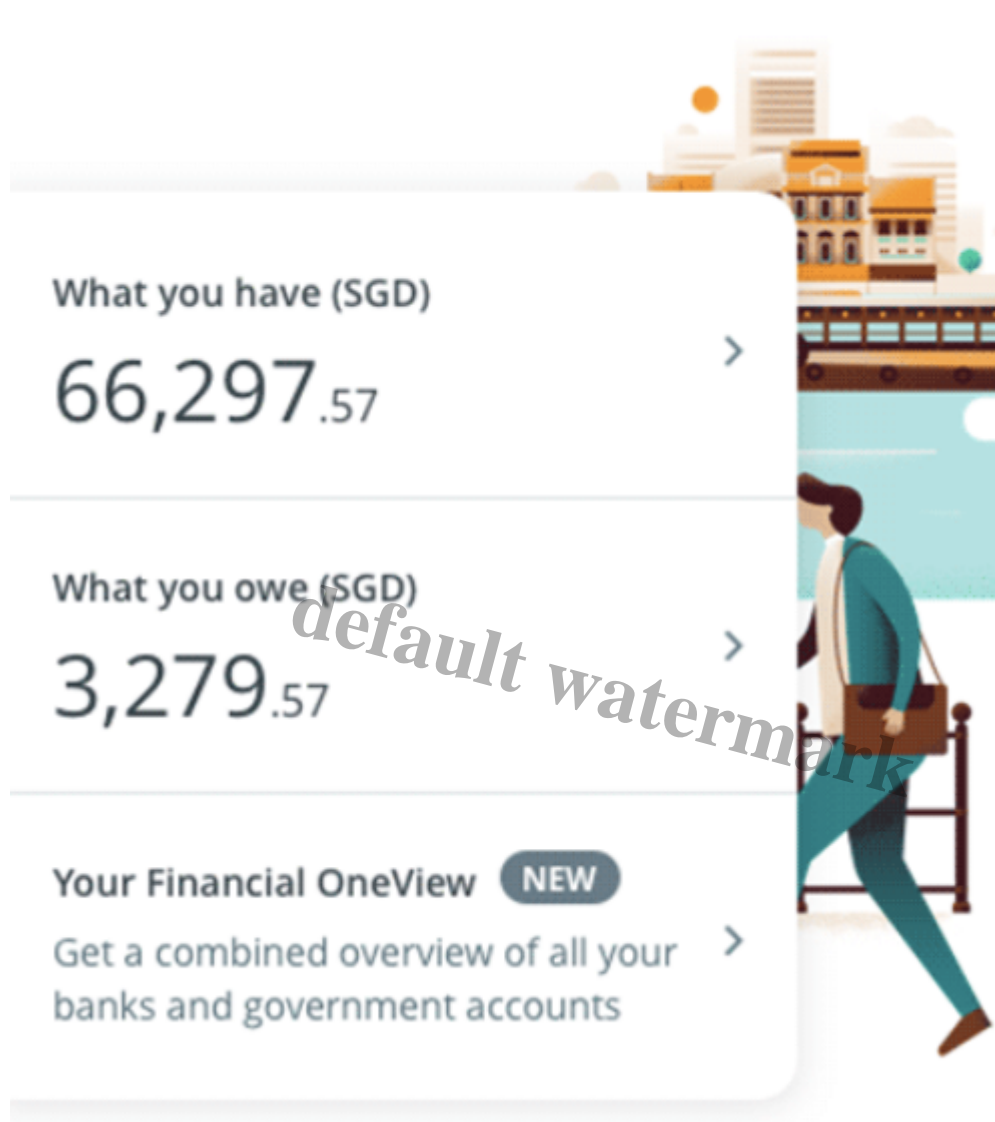 What you have (SGD)
66,297.57
What you owe (SGD)
3,279.57
default watermark
Your Financial OneView NEW
Get a combined overview of all your
banks and government accounts